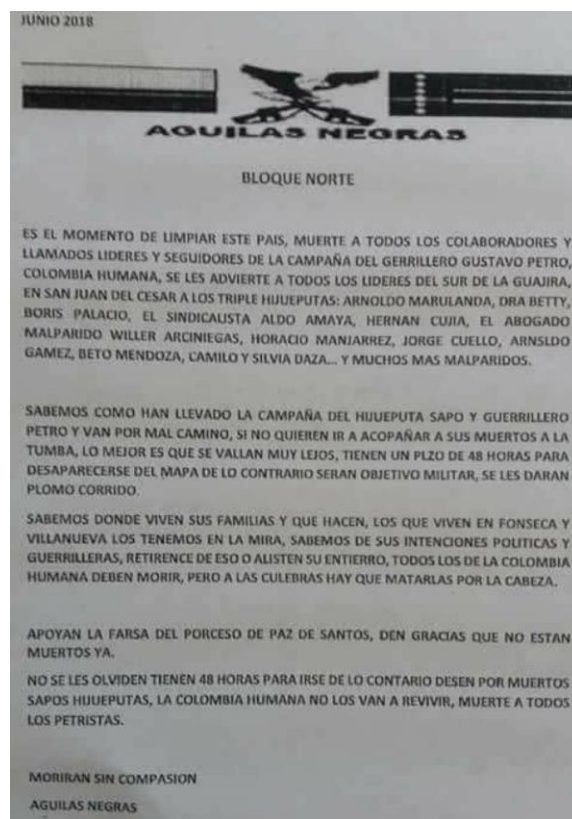 JUNIO 2018
AGUILAS NEGRAS
BLOQUE NORTE
ES EL MOMENTO DE LIMPIAR ESTE PAIS, MUERTE A TODOS LOS COLABORADORES Y
LLAMADOS LIDERES Y SEGUIDORES DE LA CAMPAÑA DEL GERRILLERO GUSTAVO PETRO,
COLOMBIA HUMANA, SE LES ADVIERTE A TODOS LOS LIDERES DEL SUR DE LA GUAJIRA,
EN SAN JUAN DEL CESAR A LOS TRIPLE HIJUEPUTAS: ARNOLDO MARULANDA, DRA BETTY,
BORIS PALACIO, EL SINDICAUSTA ALDO AMAYA, HERNAN CUJIA, EL ABOGADO
MALPARIDO WILLER ARCINIEGAS, HORACIO MANJARREZ, JORGE CUELLO, ARNSLDO
GAMEZ, BETO MENDOZA, CAMILO Y SILVIA DAZA... Y MUCHOS MAS MALPARIDOS.
SABEMOS COMO HAN LLEVADO LA CAMPAÑA DEL HIJUEPUTA SAPO Y GUERRILLERO
PETRO Y VAN POR MAL CAMINO, SI NO QUIEREN IR A ACOPAÑAR A SUS MUERTOS A LA
TUMBA, LO MEJOR ES QUE SE VALLAN MUY LEJOS, TIENEN UN PLZO DE 48 HORAS PARA
DESAPARECERSE DEL MAPA DE LO CONTRARIO SERAN OBJETIVO MILITAR, SE LES DARAN
PLOMO CORRIDO.
SABEMOS DONDE VIVEN SUS FAMILIAS Y QUE HACEN, LOS QUE VIVEN EN FONSECA Y
VILLANUEVA LOS TENEMOS EN LA MIRA, SABEMOS DE SUS INTENCIONES POLITICAS Y
GUERRILLERAS, RETIRENCE DE ESO O ALISTEN SU ENTIERRO, TODOS LOS DE LA COLOMBIA
HUMANA DEBEN MORIR, PERO A LAS CULEBRAS HAY QUE MATARLAS POR LA CABEZA.
APOYAN LA FARSA DEL PORCESO DE PAZ DE SANTOS, DEN GRACIAS QUE NO ESTAN
MUERTOS YA.
NO SE LES OLVIDEN TIENEN 48 HORAS PARA IRSE DE LO CONTARIO DESEN POR MUERTOS
SAPOS HIJUEPUTAS, LA COLOMBIA HUMANA NO LOS VAN A REVIVIR, MUERTE A TODOS
LOS PETRISTAS.
MORIRAN SIN COMPASION
AGUILAS NEGRAS